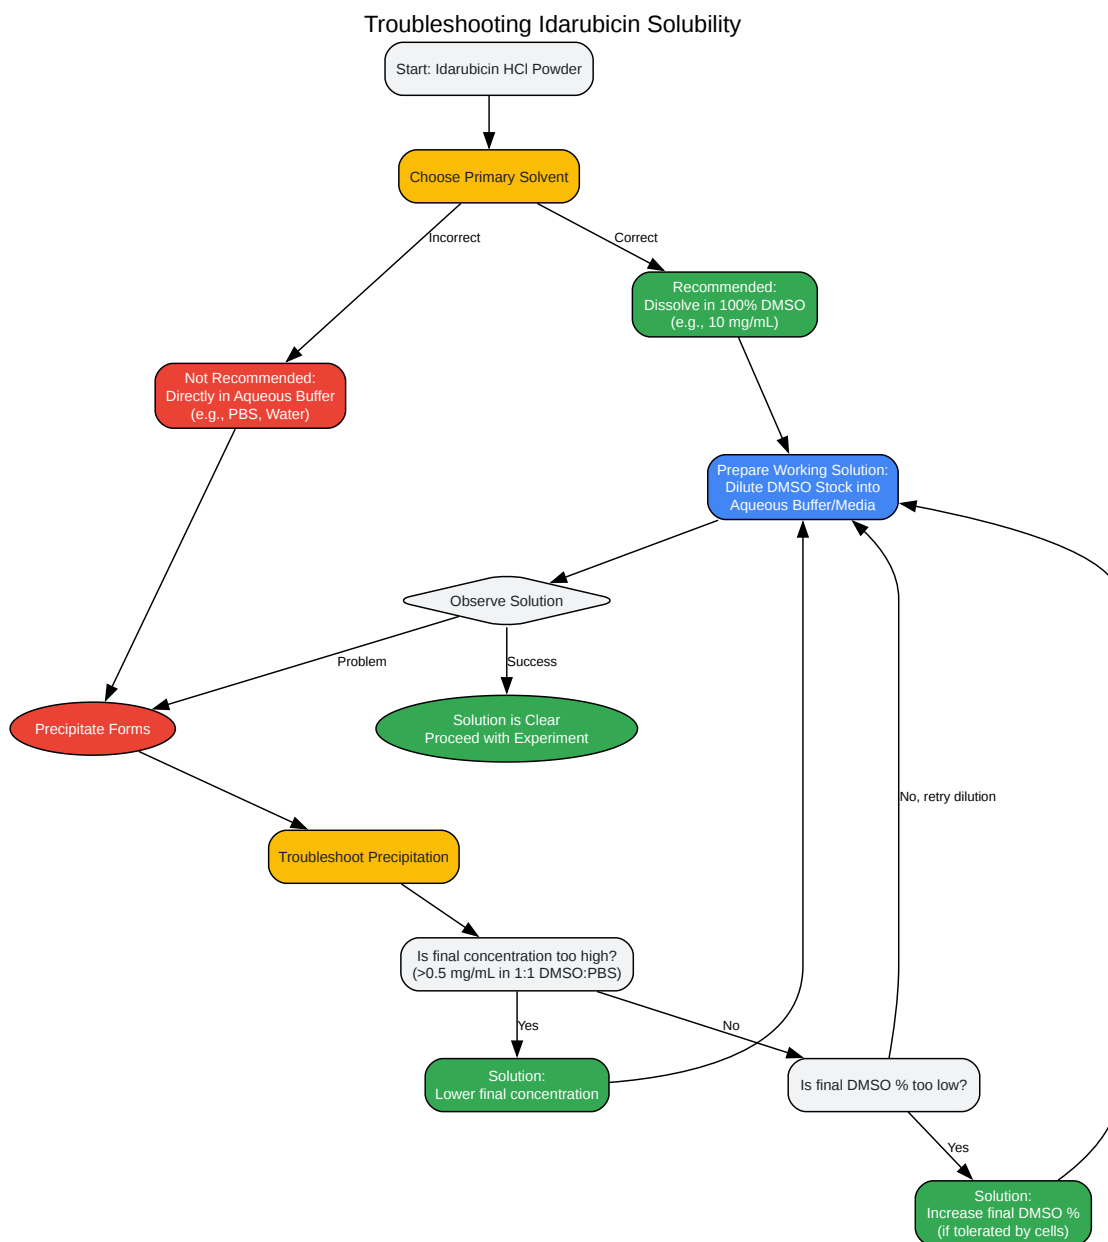 Troubleshooting Idarubicin Solubility
Start: Idarubicin HCl Powder
Choose Primary Solvent
Incorrect
Correct
Recommended:
Dissolve in 100% DMSO
(e.g., 10 mg/mL)
Not Recommended:
Directly in Aqueous Buffer
(e.g., PBS, Water)
Prepare Working Solution:
Dilute DMSO Stock into
Aqueous Buffer/Media
Observe Solution
Problem
Success
Precipitate Forms
Solution is Clear
Proceed with Experiment
No, retry dilution
Troubleshoot Precipitation
Is final concentration too high?
(>0.5 mg/mL in 1:1 DMSO:PBS)
Yes
No
Solution:
Lower final concentration
Is final DMSO % too low?
Yes
Solution:
Increase final DMSO %
(if tolerated by cells)